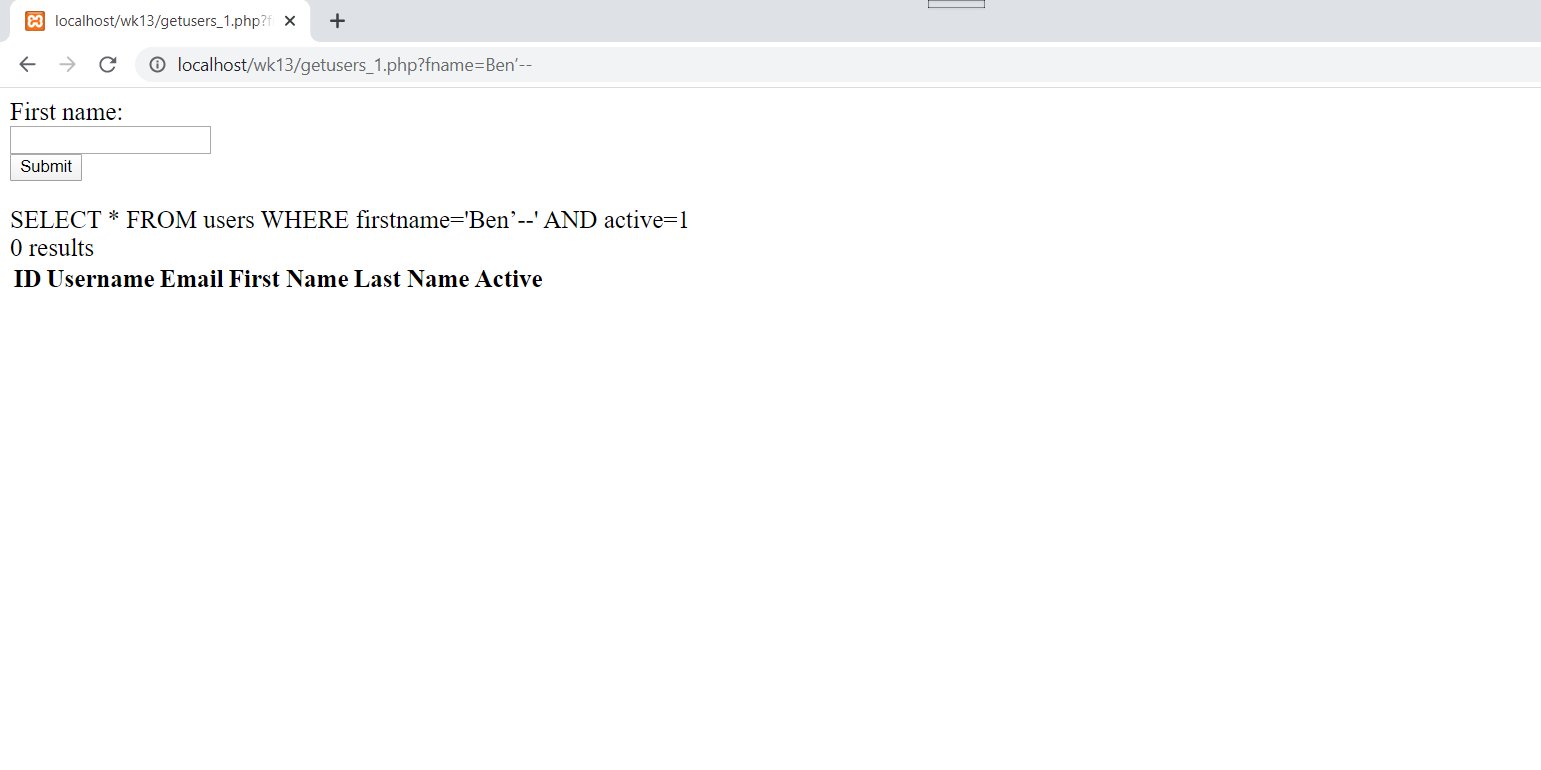 localhost/wk13/getusers_1.php?f
localhost/wk13/getusers_1.php?fname=Ben’--
First name:
Submit
SELECT * FROM users WHERE firstname='Ben’--' AND active=1
0 results
ID Username Email First Name Last Name Active